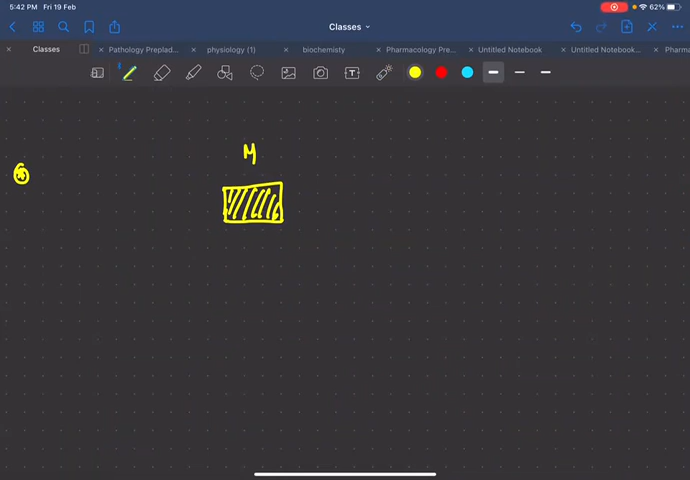 5:42 PM Fri 19 Feb
62%
Classes
Classes
Pathology Preplad...
physiology (1)
biochemisty
Pharmacology Pre...
Untitled Notebook
Untitled Notebook...
Pharma
T
M